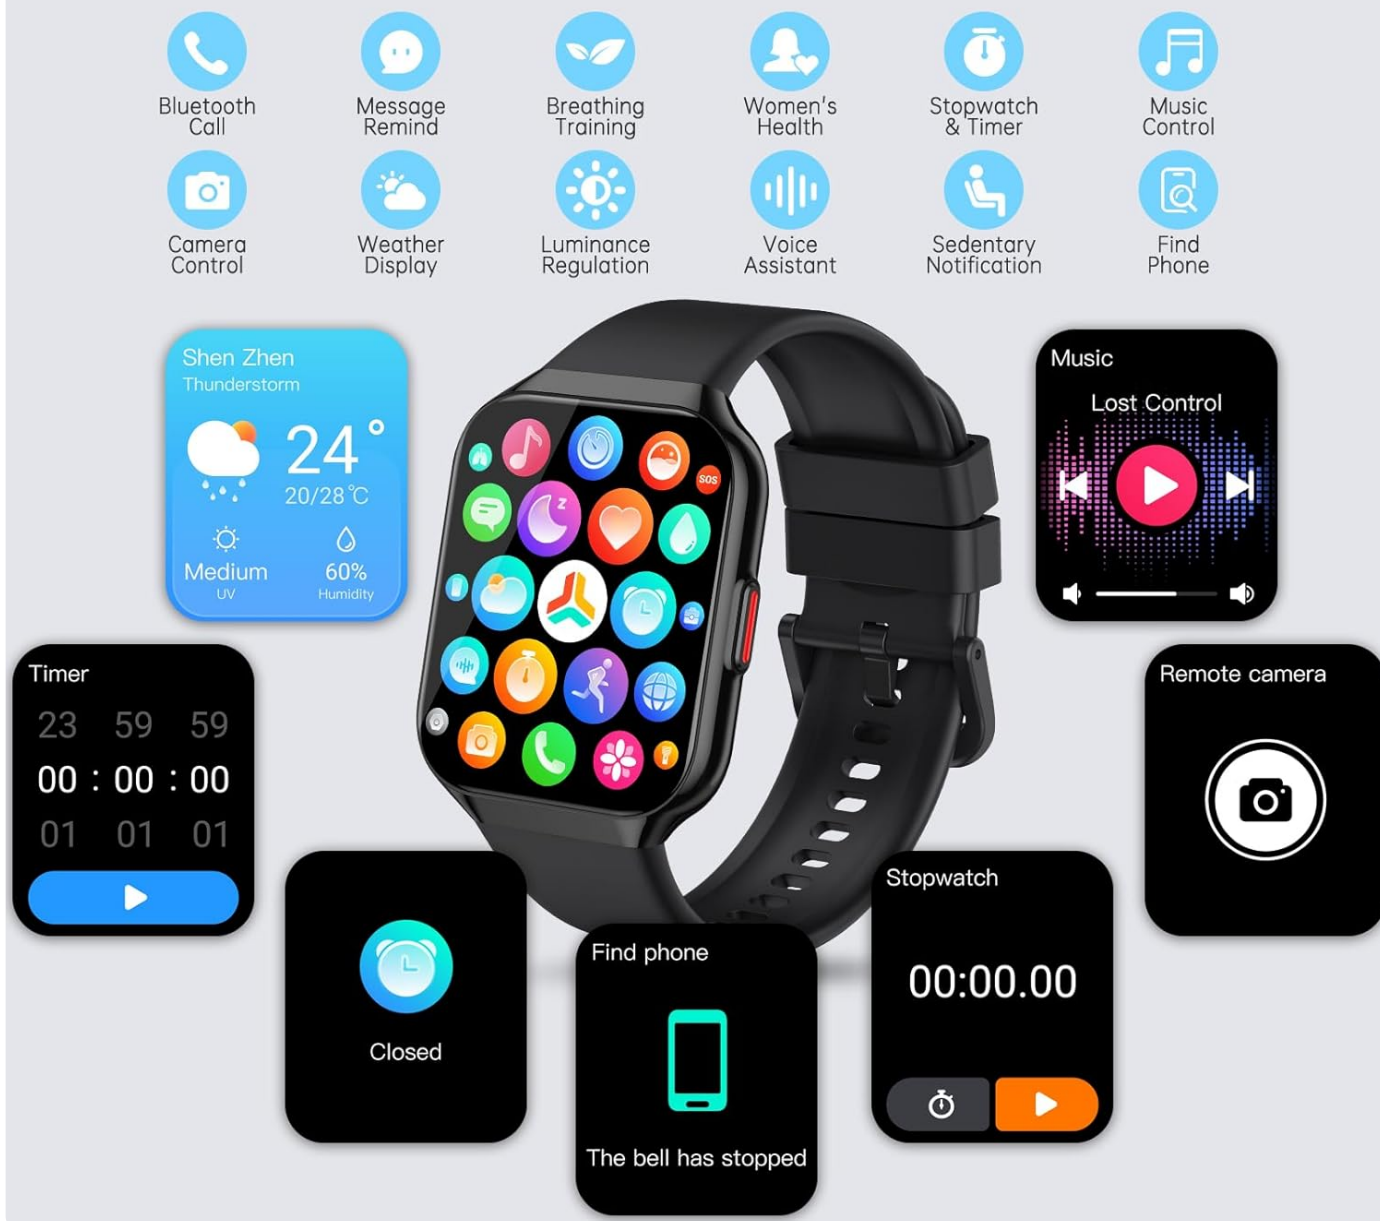 Bluetooth
Call
Message
Remind
Breathing
Training
Women's
Health
Stopwatch
& Timer
Music
Control
Camera
Control
Weather
Display
Luminance
Regulation
Voice
Assistant
Sedentary
Notification
Find
Phone
Shen Zhen
Thunderstorm
24°
20/28°C
Medium
UV
60%
Humidity
SOS
z
Music
Lost Control
Timer
23 59 59
00 : 00 : 00
01 01 01
Remote camera
Closed
Find phone
The bell has stopped
Stopwatch
00:00.00